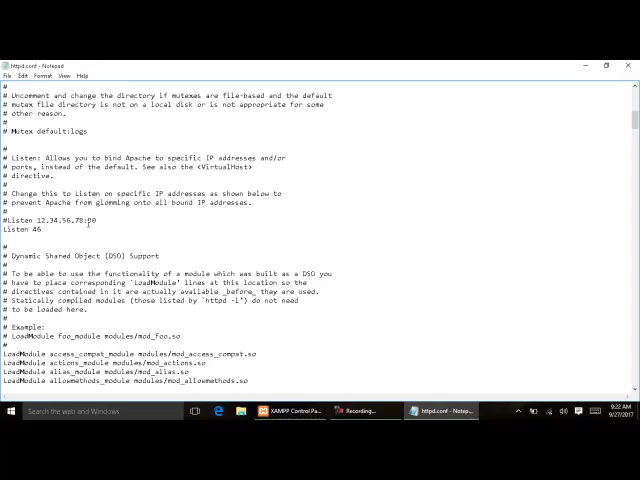 httpd.conf - Notepad
File Edit Format View Help
#
# Uncomment and change the directory if mutexes are file-based and the default
# mutex file directory is not on a local disk or is not appropriate for some
# other reason.
#
# Mutex default:logs
#
# Listen: Allows you to bind Apache to specific IP addresses and/or
# ports, instead of the default. See also the <VirtualHost>
# directive.
#
# Change this to Listen on specific IP addresses as shown below to
# prevent Apache from glomming onto all bound IP addresses.
#
#Listen 12.34.56.78:80
Listen 46
#
# Dynamic Shared Object (DSO) Support
#
# To be able to use the functionality of a module which was built as a DSO you
# have to place corresponding `LoadModule' lines at this location so the
# directives contained in it are actually available _before_ they are used.
# Statically compiled modules (those listed by `httpd -l') do not need
# to be loaded here.
#
# Example:
# LoadModule foo_module modules/mod_foo.so
#
LoadModule access_compat_module modules/mod_access_compat.so
LoadModule actions_module modules/mod_actions.so
LoadModule alias_module modules/mod_alias.so
LoadModule allowmethods_module modules/mod_allowmethods.so
Search the web and Windows
XAMPP Control Pa...
Recording...
httpd.conf - Notep...
9:22 AM
9/27/2017